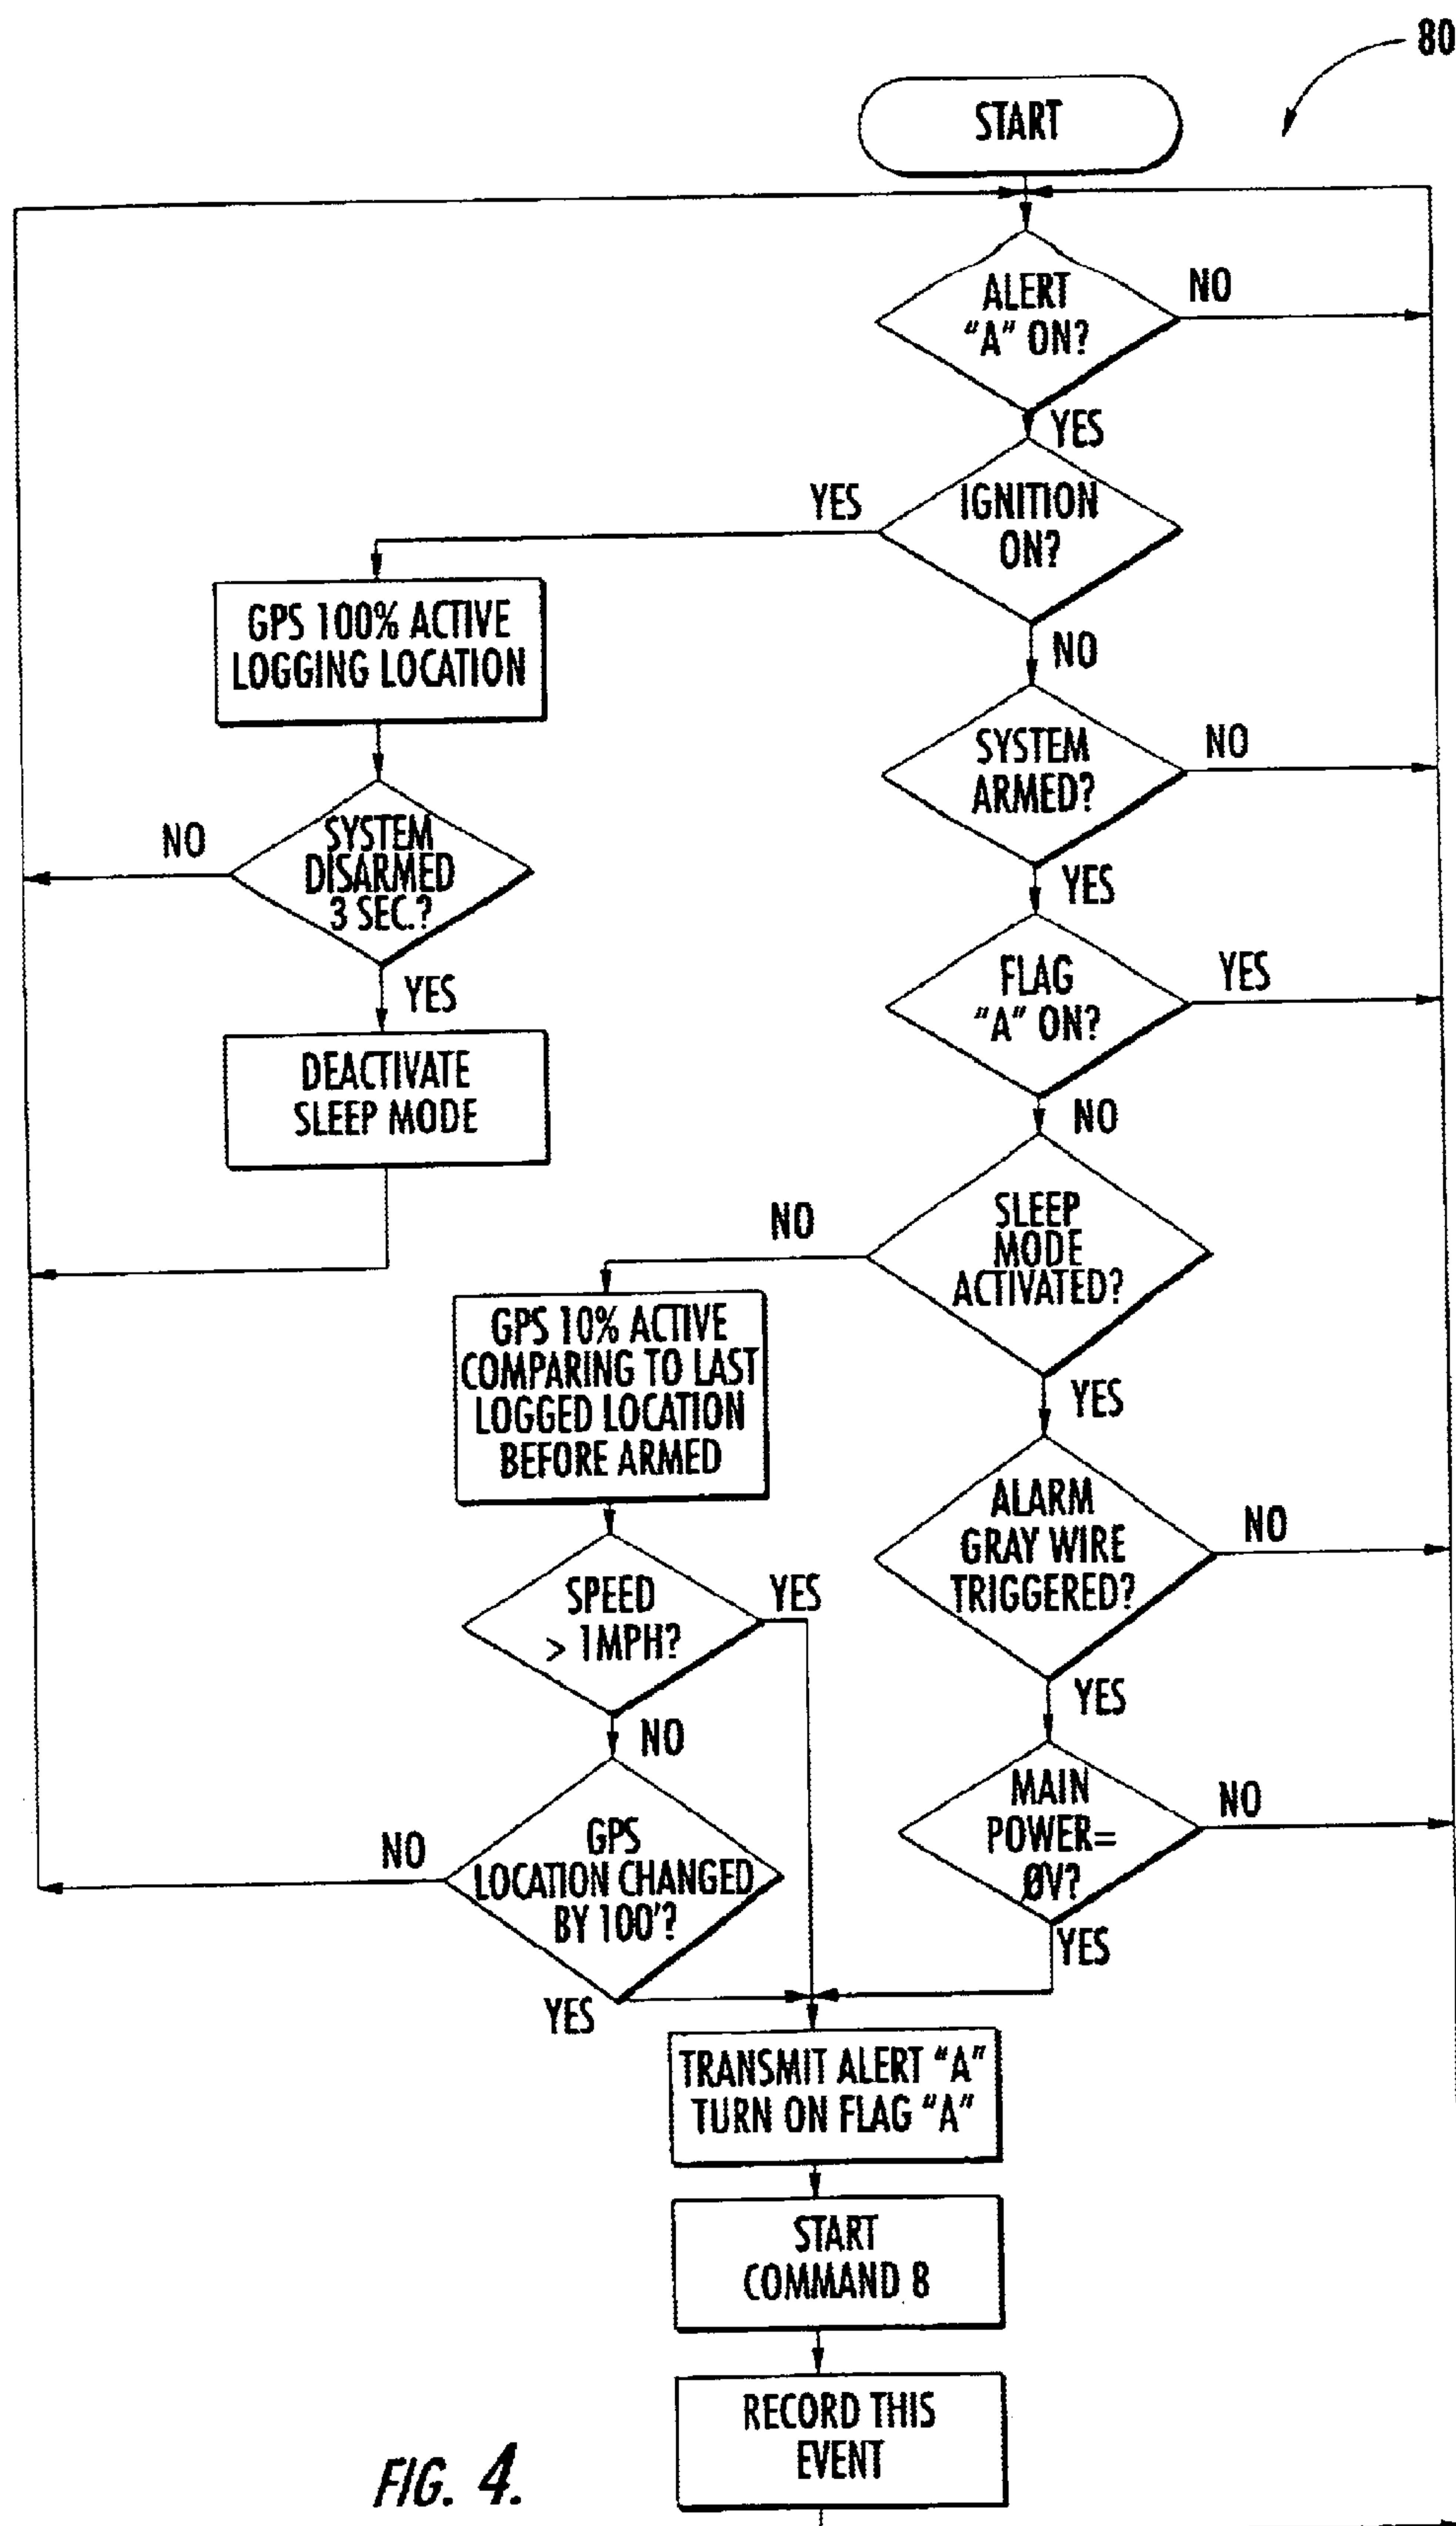 80
START
ALERT
"A" ON?
NO
YES
IGNITION
ON?
YES
NO
GPS 100% ACTIVE
LOGGING LOCATION
SYSTEM
ARMED?
NO
YES
SYSTEM
DISARMED
3 SEC.?
NO
YES
DEACTIVATE
SLEEP MODE
FLAG
"A" ON?
YES
NO
SLEEP
MODE
ACTIVATED?
NO
YES
GPS 10% ACTIVE
COMPARING TO LAST
LOGGED LOCATION
BEFORE ARMED
ALARM
GRAY WIRE
TRIGGERED?
NO
YES
SPEED
> 1MPH?
YES
NO
MAIN
POWER=
ØV?
NO
YES
GPS
LOCATION CHANGED
BY 100'?
NO
YES
TRANSMIT ALERT "A"
TURN ON FLAG "A"
START
COMMAND 8
RECORD THIS
EVENT
FIG. 4.